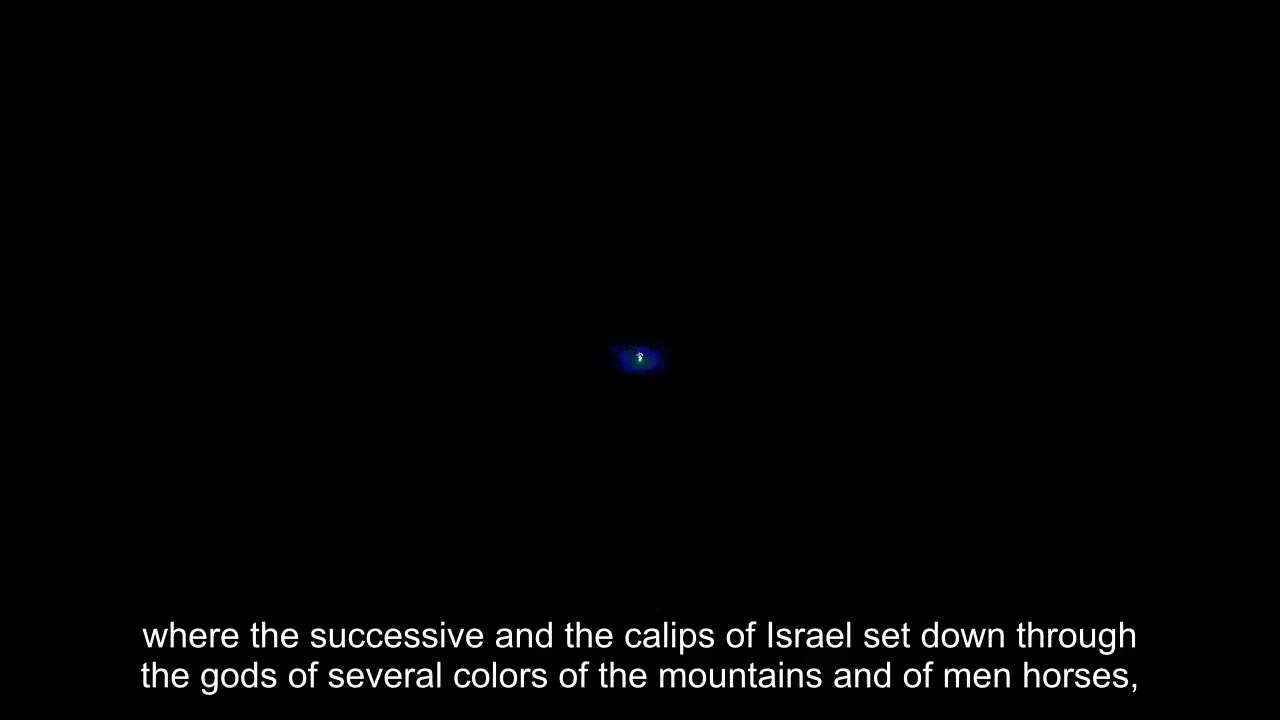 where the successive and the calips of Israel set down through
the gods of several colors of the mountains and of men horses,